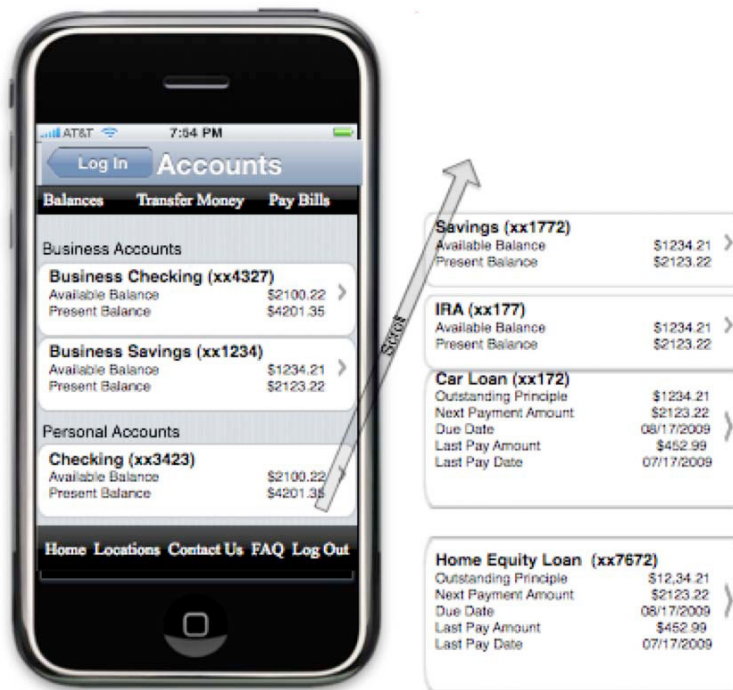 AT&T 7:54 PM
Log In Accounts
Balances Transfer Money Pay Bills
Business Accounts
Business Checking (xx4327)
Available Balance $2100.22
Present Balance $4201.35
Business Savings (xx1234)
Available Balance $1234.21
Present Balance $2123.22
Personal Accounts
Checking (xx3423)
Available Balance $2100.22
Present Balance $4201.35
Home Locations Contact Us FAQ Log Out
Scroll
Savings (xx1772)
Available Balance $1234.21
Present Balance $2123.22
IRA (xx177)
Available Balance $1234.21
Present Balance $2123.22
Car Loan (xx172)
Outstanding Principle $1234.21
Next Payment Amount $2123.22
Due Date 08/17/2009
Last Pay Amount $452.99
Last Pay Date 07/17/2009
Home Equity Loan (xx7672)
Outstanding Principle $12,34.21
Next Payment Amount $2123.22
Due Date 08/17/2009
Last Pay Amount $452.99
Last Pay Date 07/17/2009